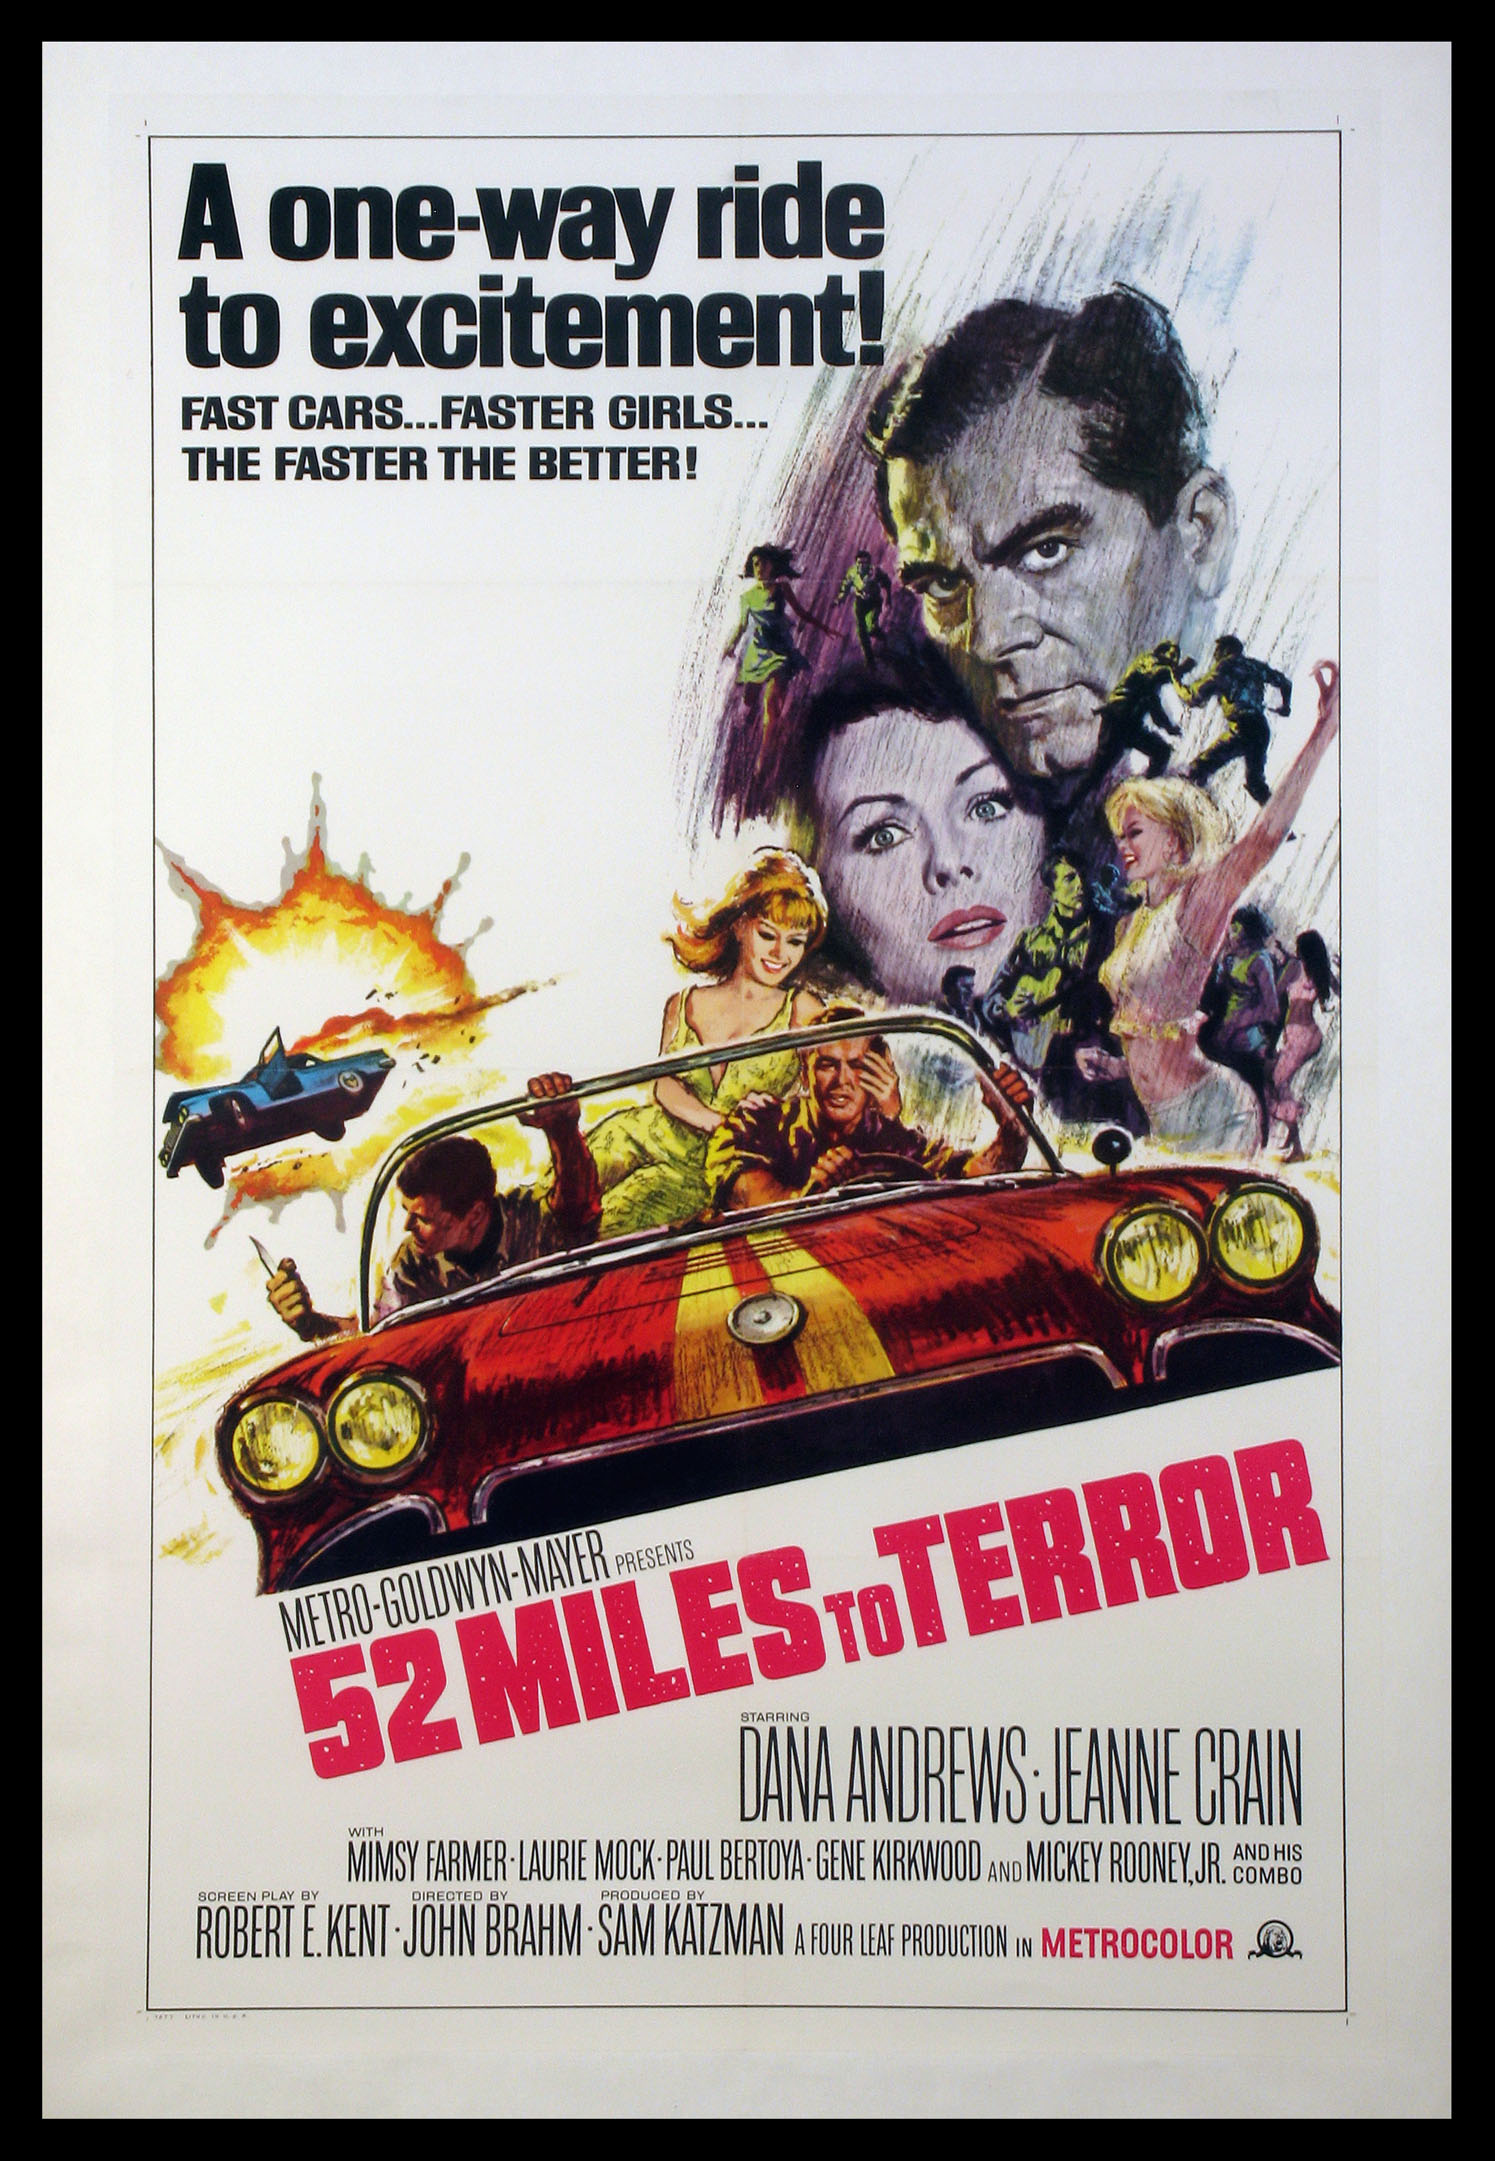 A one-way ride
to excitement!
FAST CARS...FASTER GIRLS...
THE FASTER THE BETTER!
METRO-GOLDWYN-MAYER PRESENTS
52 MILES TO TERROR
STARRING
DANA ANDREWS · JEANNE CRAIN
WITH
MIMSY FARMER · LAURIE MOCK · PAUL BERTOYA · GENE KIRKWOOD AND MICKEY ROONEY, JR. AND HIS COMBO
SCREEN PLAY BY DIRECTED BY PRODUCED BY
ROBERT E. KENT · JOHN BRAHM · SAM KATZMAN A FOUR LEAF PRODUCTION IN METROCOLOR